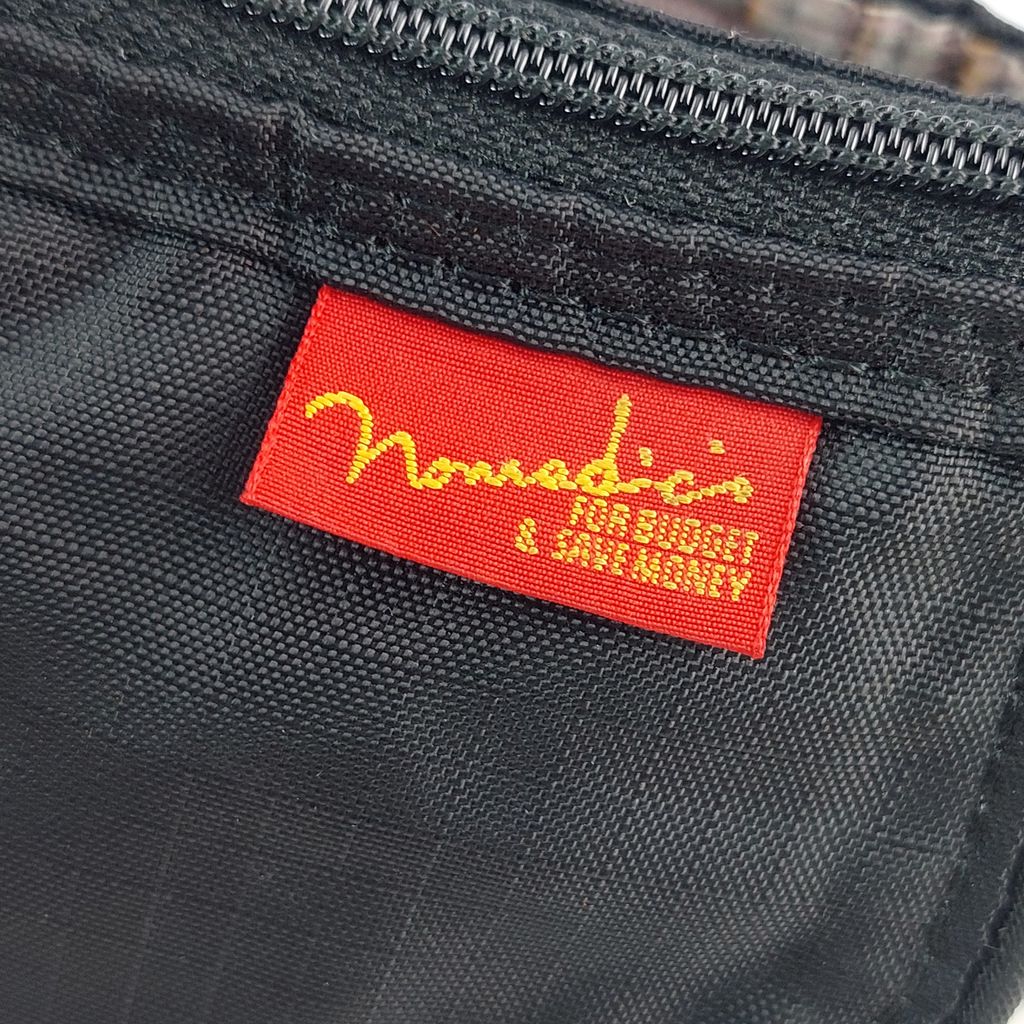 Nomadic's
FOR BUDGET
& SAVE MONEY